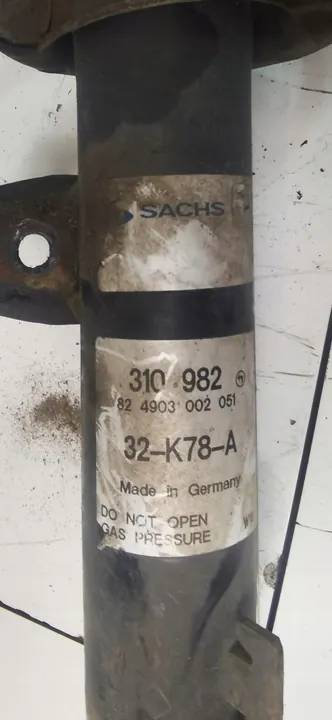 SACHS
310 982
82 4903 002 051
32-K78-A
Made in Germany
DO NOT OPEN
GAS PRESSURE